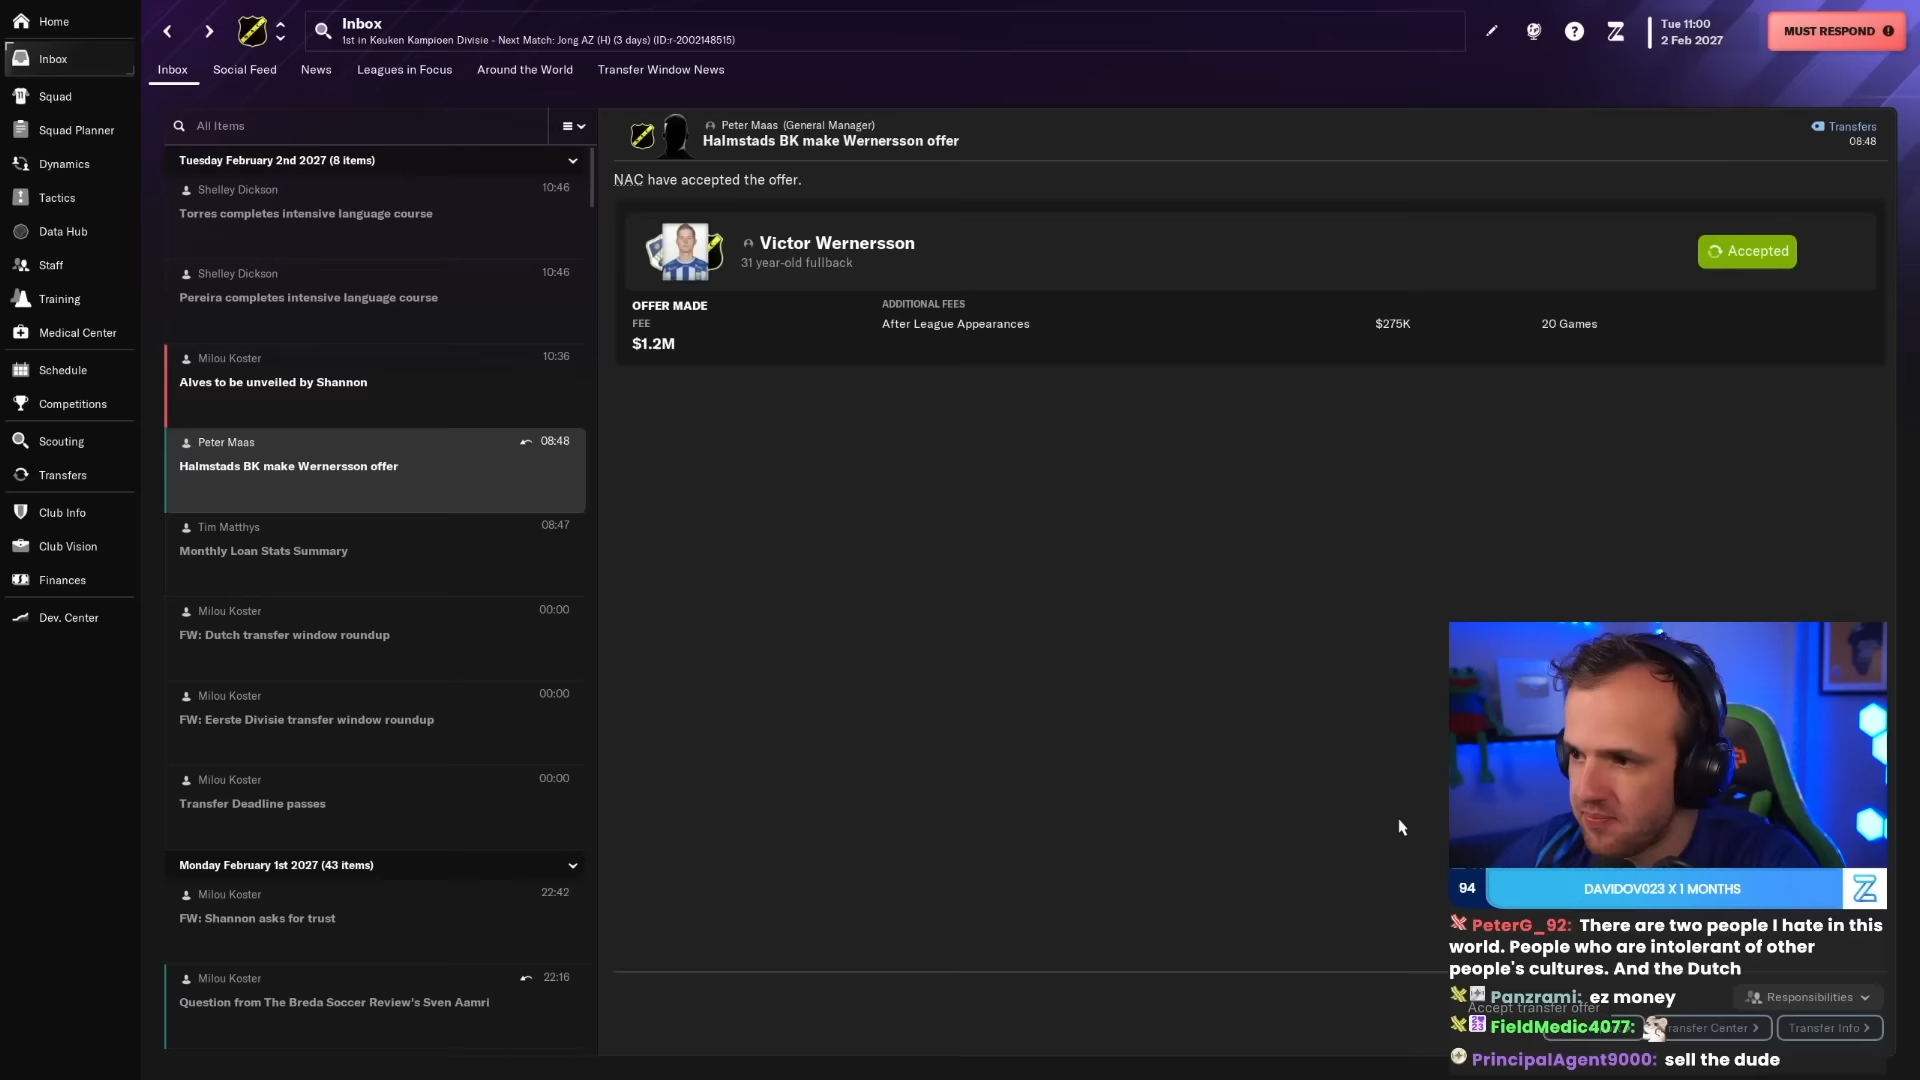 Home
Inbox
Squad
Squad Planner
Dynamics
Tactics
Data Hub
Staff
Training
Medical Center
Schedule
Competitions
Scouting
Transfers
Club Info
Club Vision
Finances
Dev. Center
Inbox
1st in Keuken Kampioen Divisie - Next Match: Jong AZ (H) (3 days) (ID:r-2002148515)
Tue 11:00
2 Feb 2027
MUST RESPOND
Inbox Social Feed News Leagues in Focus Around the World Transfer Window News
All Items
Tuesday February 2nd 2027 (8 items)
Shelley Dickson 10:46
Torres completes intensive language course
Shelley Dickson 10:46
Pereira completes intensive language course
Milou Koster 10:36
Alves to be unveiled by Shannon
Peter Maas 08:48
Halmstads BK make Wernersson offer
Tim Matthys 08:47
Monthly Loan Stats Summary
Milou Koster 00:00
FW: Dutch transfer window roundup
Milou Koster 00:00
FW: Eerste Divisie transfer window roundup
Milou Koster 00:00
Transfer Deadline passes
Monday February 1st 2027 (43 items)
Milou Koster 22:42
FW: Shannon asks for trust
Milou Koster 22:16
Question from The Breda Soccer Review's Sven Aamri
Peter Maas (General Manager)
Halmstads BK make Wernersson offer
Transfers
08:48
NAC have accepted the offer.
Victor Wernersson
31 year-old fullback
Accepted
OFFER MADE
FEE
$1.2M
ADDITIONAL FEES
After League Appearances $275K 20 Games
94 DAVIDOV023 X 1 MONTHS
PeterG_92: There are two people I hate in this
world. People who are intolerant of other
people's cultures. And the Dutch
Panzrami: ez money
Responsibilities
Accept transfer offer
FieldMedic4077:
Transfer Center
Transfer Info
PrincipalAgent9000: sell the dude